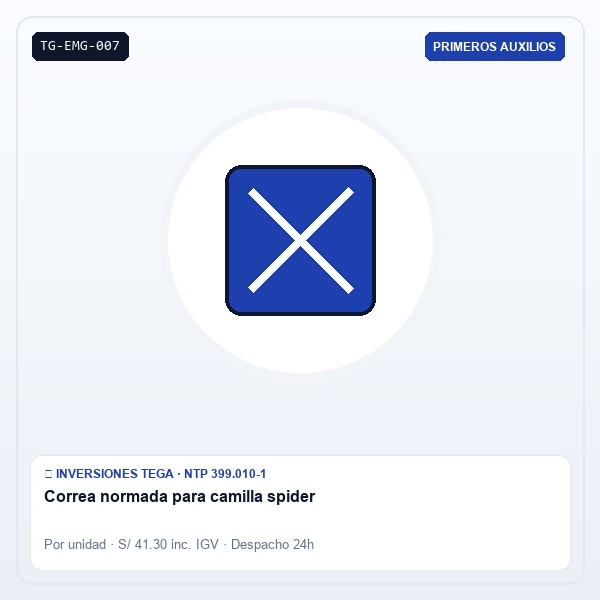 TG-EMG-007
PRIMEROS AUXILIOS
□ INVERSIONES TEGA · NTP 399.010-1
Correa normada para camilla spider
Por unidad · S/ 41.30 inc. IGV · Despacho 24h